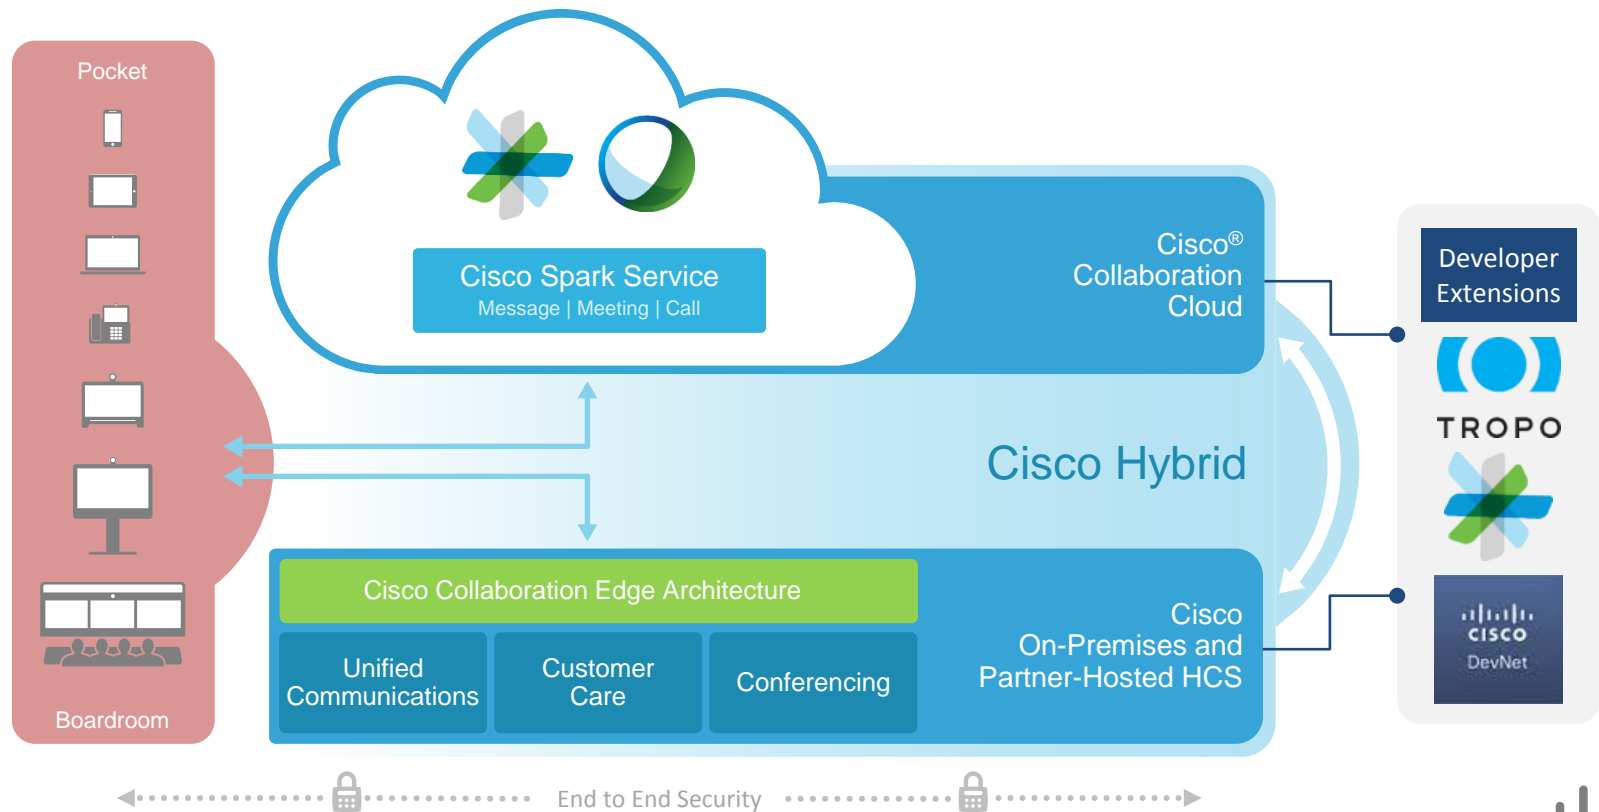 Pocket
Boardroom
Cisco Spark Service
Message | Meeting | Call
Cisco®
Collaboration
Cloud
Cisco Hybrid
Cisco Collaboration Edge Architecture
Unified
Communications
Customer
Care
Conferencing
Cisco
On-Premises and
Partner-Hosted HCS
Developer
Extensions
TROPO
CISCO
DevNet
End to End Security